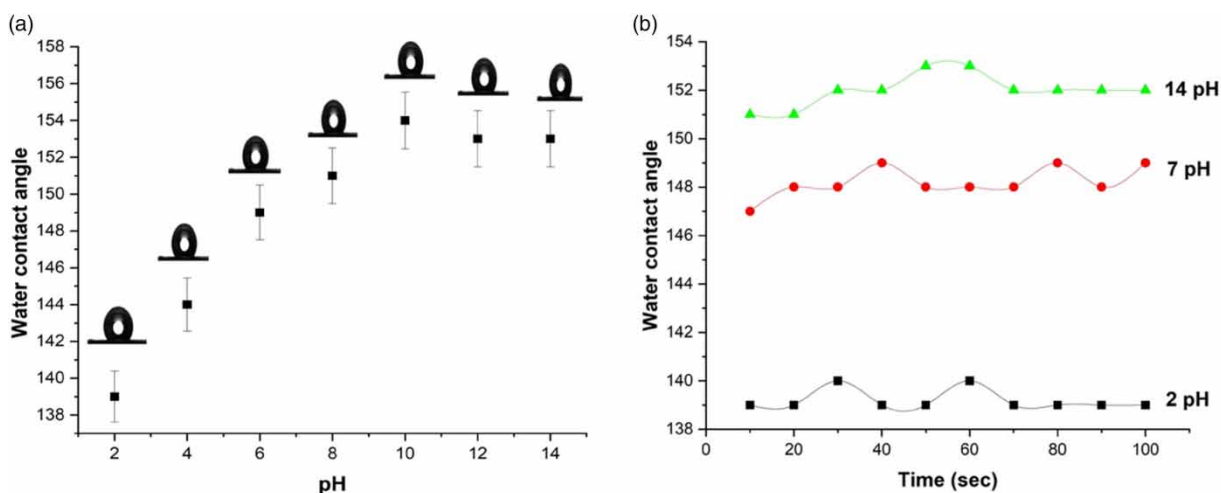 (a)
Water contact angle
158
156
154
152
150
148
146
144
142
140
138
2 4 6 8 10 12 14
pH
(b)
Water contact angle
154
152
150
148
146
144
142
140
138
14 pH
7 pH
2 pH
0 20 40 60 80 100
Time (sec)